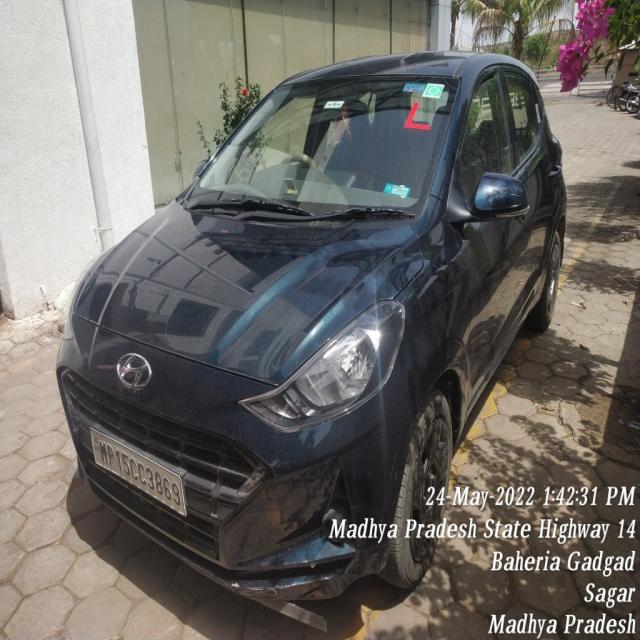 L
MP15CC3869
24-May-2022 1:42:31 PM
Madhya Pradesh State Highway 14
Baheria Gadgad
Sagar
Madhya Pradesh